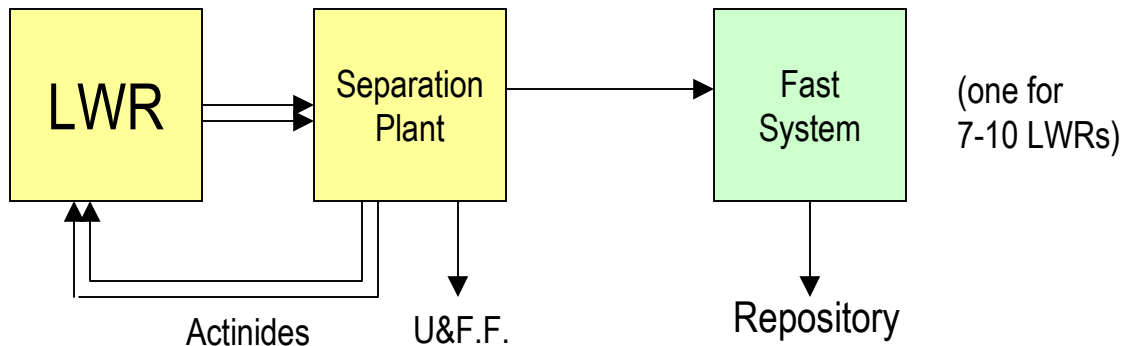 LWR
Separation
Plant
Fast
System
(one for
7-10 LWRs)
Actinides
U&F.F.
Repository